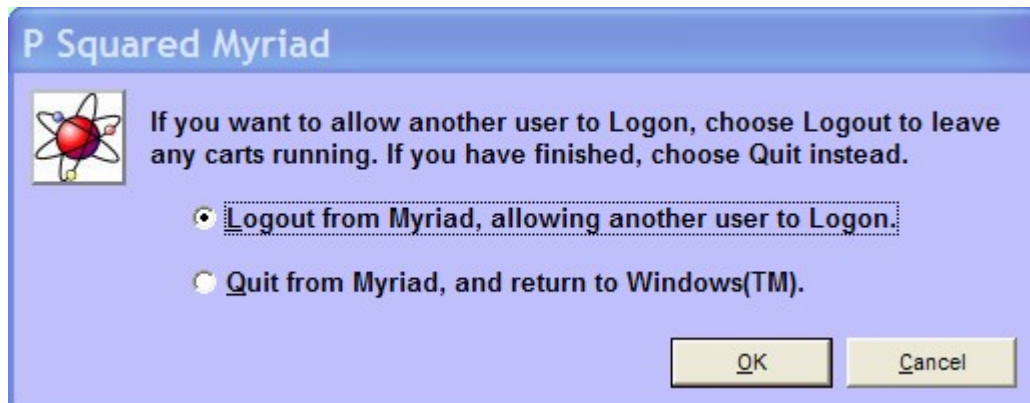 P Squared Myriad
If you want to allow another user to Logon, choose Logout to leave
any carts running. If you have finished, choose Quit instead.
Logout from Myriad, allowing another user to Logon.
Quit from Myriad, and return to Windows(TM).
OK
Cancel